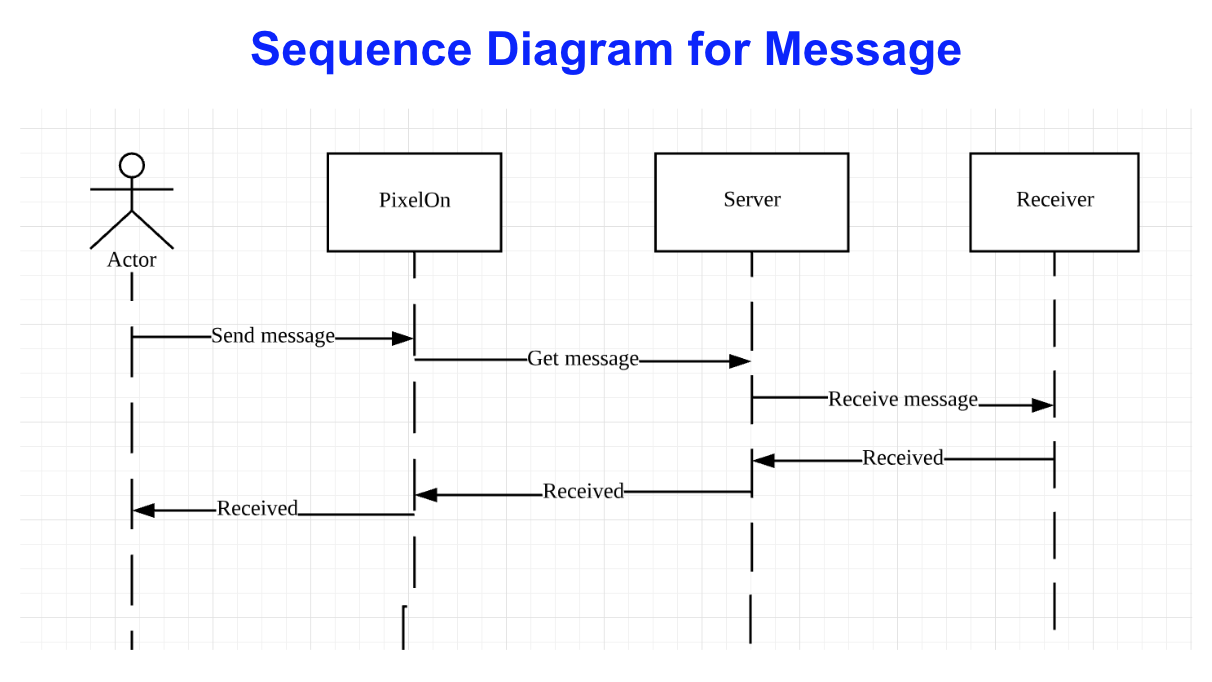 Sequence Diagram for Message
PixelOn
Server
Receiver
Actor
Send message
Get message
Receive message
Received
Received
Received